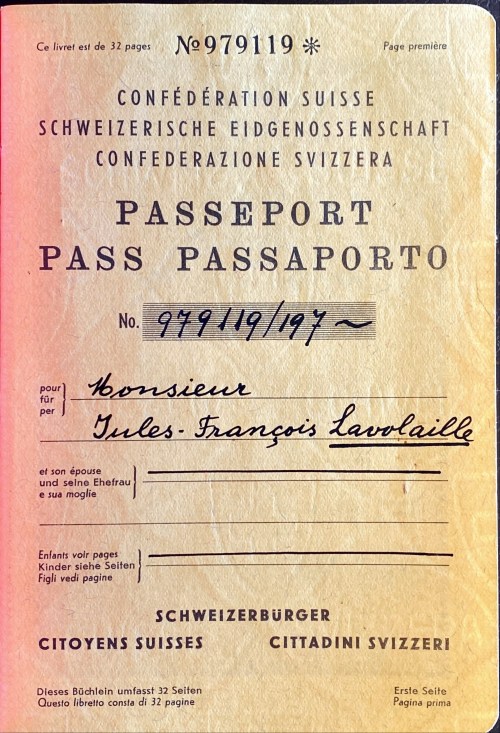 Ce livret est de 32 pages №979119 * Page première
CONFÉDÉRATION SUISSE
SCHWEIZERISCHE EIDGENOSSENSCHAFT
CONFEDERAZIONE SVIZZERA
PASSEPORT
PASS PASSAPORTO
No. 979119/197 ~
pour
für
per
Monsieur
Jules-François Lavolaille
et son épouse
und seine Ehefrau
e sua moglie
Enfants voir pages
Kinder siehe Seiten
Figli vedi pagine
SCHWEIZERBÜRGER
CITOYENS SUISSES CITTADINI SVIZZERI
Dieses Büchlein umfasst 32 Seiten Erste Seite
Questo libretto consta di 32 pagine Pagina prima